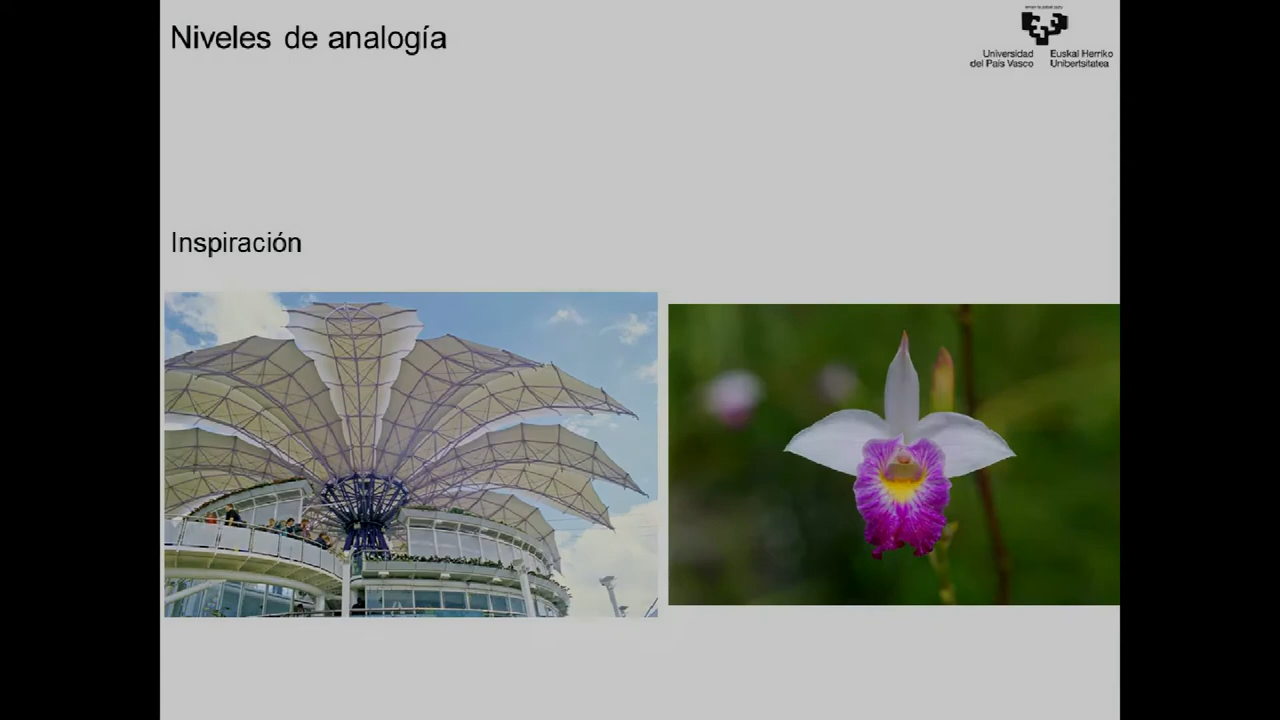 Niveles de analogía
Universidad del País Vasco
Euskal Herriko Unibertsitatea
Inspiración